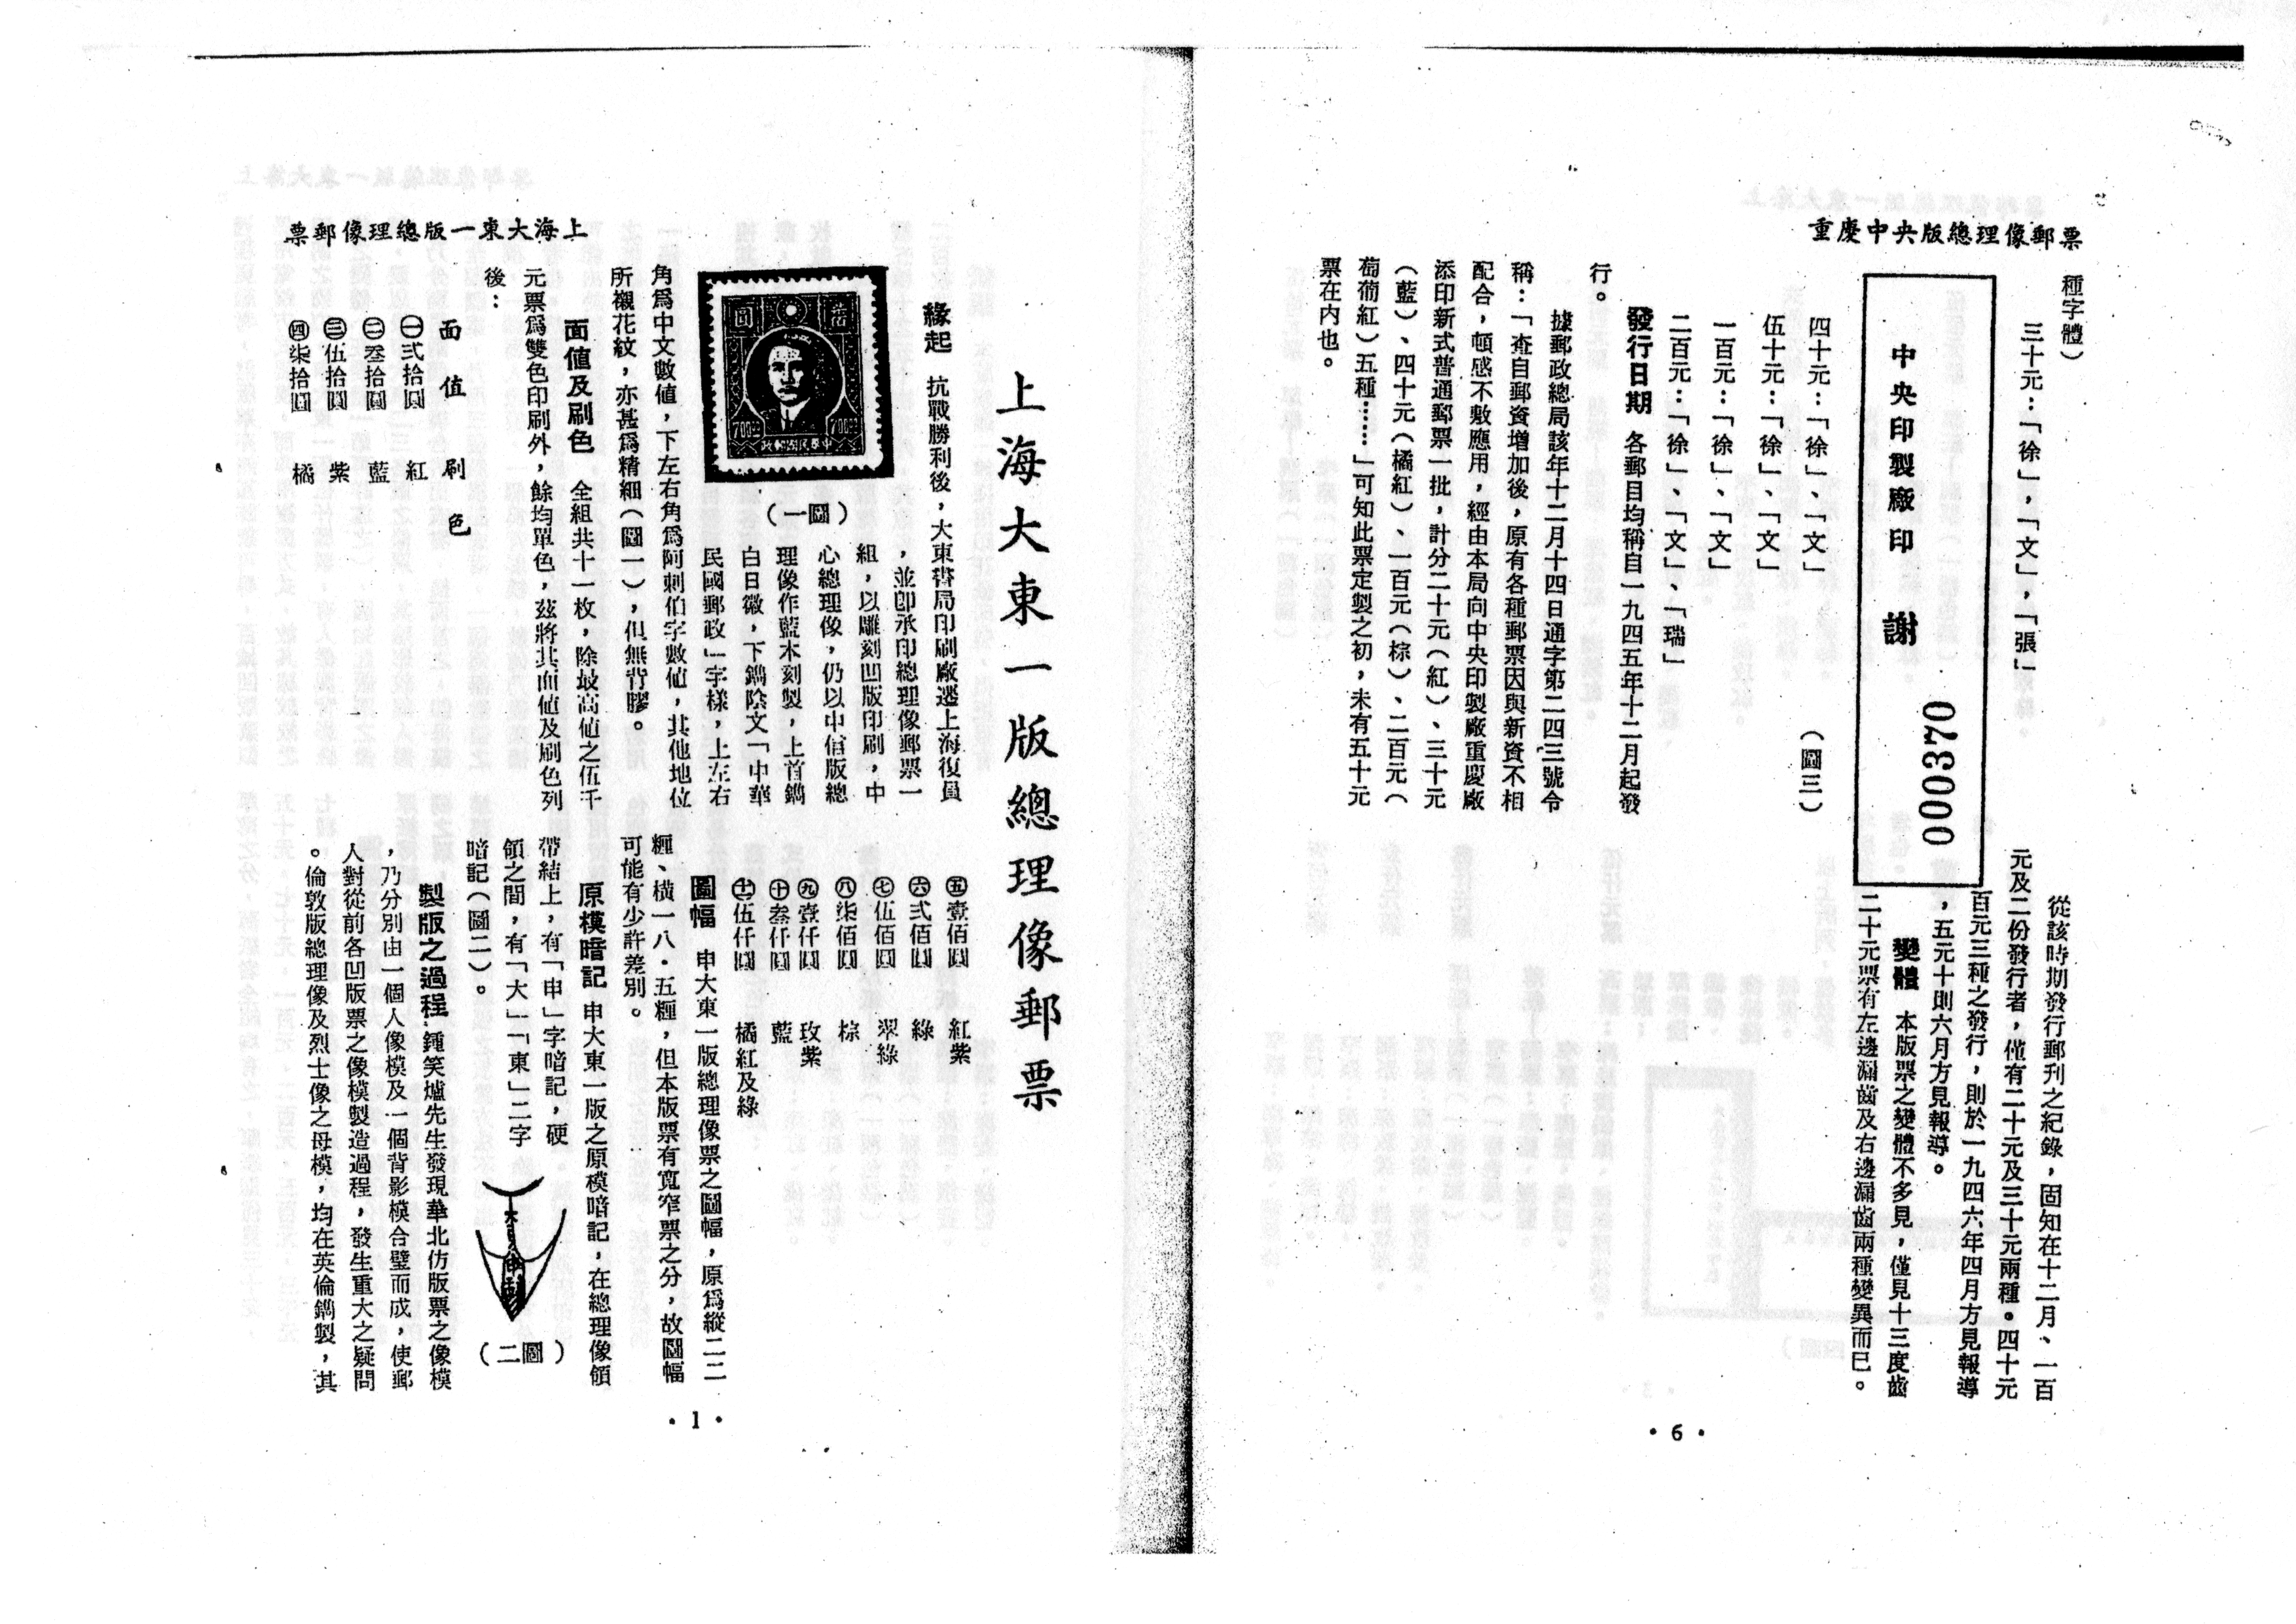 重慶中央版總理像郵票
種字體）
三十元：「徐」，「文」，「張」
中央印製廠印　謝
000370
（圖三）
四十元：「徐」、「文」
伍十元：「徐」、「文」
一百元：「徐」、「文」
二百元：「徐」、「文」、「瑞」
發行日期　各郵目均稱自一九四五年十二月起發
行。
據郵政總局該年十二月十四日通字第二四三號令
稱：「查自郵資增加後，原有各種郵票因與新資不相
配合，頓感不敷應用，經由本局向中央印製廠重慶廠
添印新式普通郵票一批，計分二十元（紅）、三十元
（藍）、四十元（橘紅）、一百元（棕）、二百元（
葡萄紅）五種……」可知此票定製之初，未有五十元
票在內也。
從該時期發行郵刊之紀錄，固知在十二月、一百
元及二份發行者，僅有二十元及三十元兩種。四十元
百元三種之發行，則於一九四六年四月方見報導
，五元十則六月方見報導。
變體　本版票之變體不多見，僅見十三度齒
二十元票有左邊漏齒及右邊漏齒兩種變異而已。
• 6 •
上海大東一版總理像郵票
上海大東一版總理像郵票
緣起　抗戰勝利後，大東書局印刷廠遷上海復員
，並即承印總理像郵票一
組，以雕刻凹版印刷，中
心總理像，仍以中信版總
理像作藍本刻製，上首鐫
白日徽，下鐫陰文「中華
民國郵政」字樣，上左右
700
中華民國郵政
700
（圖一）
角爲中文數值，下左右角爲阿刺伯字數值，其他地位
所襯花紋，亦甚爲精細（圖一），但無背膠。
面值及刷色　全組共十一枚，除最高值之伍千
元票爲雙色印刷外，餘均單色，茲將其面值及刷色列
後：
面值　刷色
㊀貳拾圓　紅
㊁叁拾圓　藍
㊂伍拾圓　紫
㊃柒拾圓　橘
㊄壹佰圓　紅紫
㊅貳佰圓　綠
㊆伍佰圓　翠綠
㊇柒佰圓　棕
㊈壹仟圓　玫紫
㊉叁仟圓　藍
(十一)伍仟圓　橘紅及綠
圖幅　申大東一版總理像票之圖幅，原爲縱二二
糎、橫一八・五糎，但本版票有寬窄票之分，故圖幅
可能有少許差別。
原模暗記　申大東一版之原模暗記，在總理像領
帶結上，有「申」字暗記，硬
領之間，有「大」「東」二字
暗記（圖二）。
（圖二）
製版之過程　鍾笑爐先生發現華北仿版票之像模
，乃分別由一個人像模及一個背影模合璧而成，使郵
人對從前各凹版票之像模製造過程，發生重大之疑問
。倫敦版總理像及烈士像之母模，均在英倫鐫製，其
• 1 •